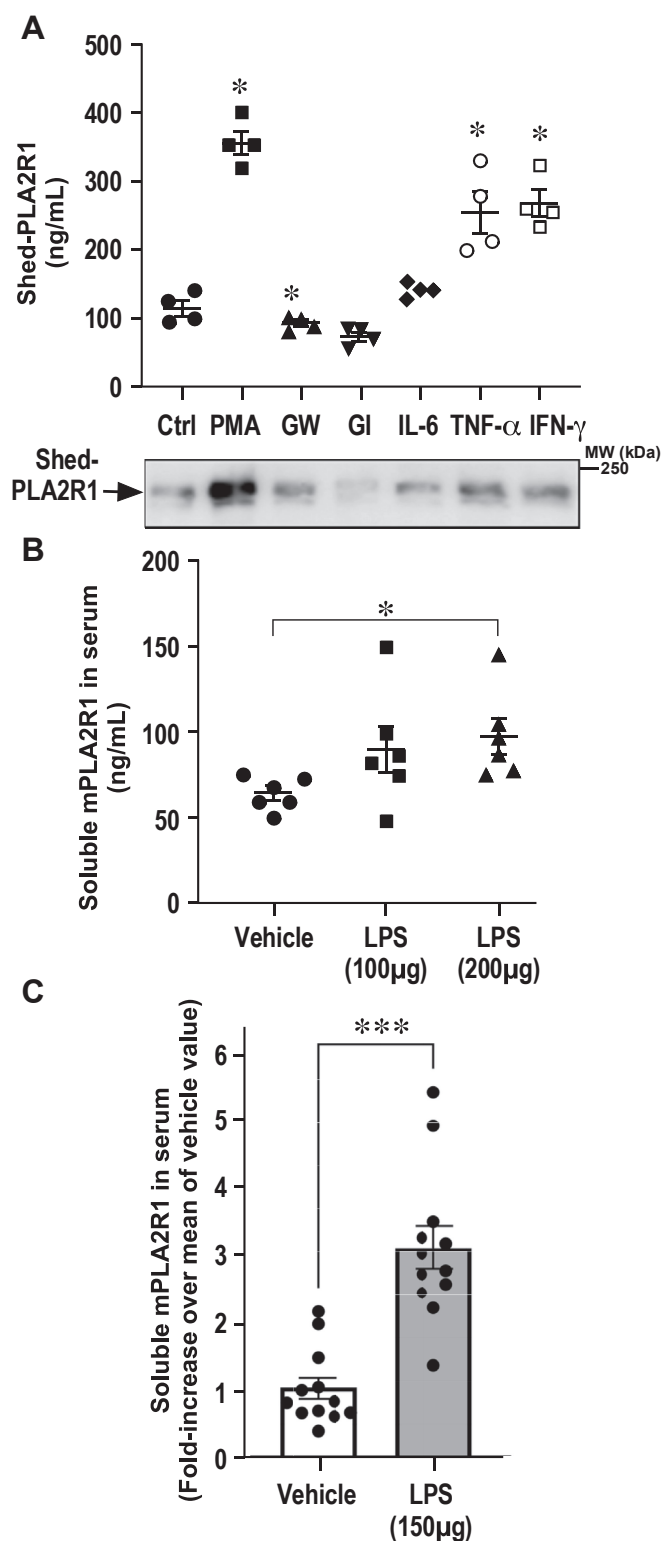 A
Shed-PLA2R1
(ng/mL)
500
400
300
200
100
0
*
*
*
*
Ctrl PMA GW GI IL-6 TNF-α IFN-γ
Shed-
PLA2R1
MW (kDa)
250
B
Soluble mPLA2R1 in serum
(ng/mL)
200
150
100
50
0
*
Vehicle LPS LPS
(100µg) (200µg)
C
Soluble mPLA2R1 in serum
(Fold-increase over mean of vehicle value)
6
5
4
3
2
1
0
***
Vehicle LPS
(150µg)